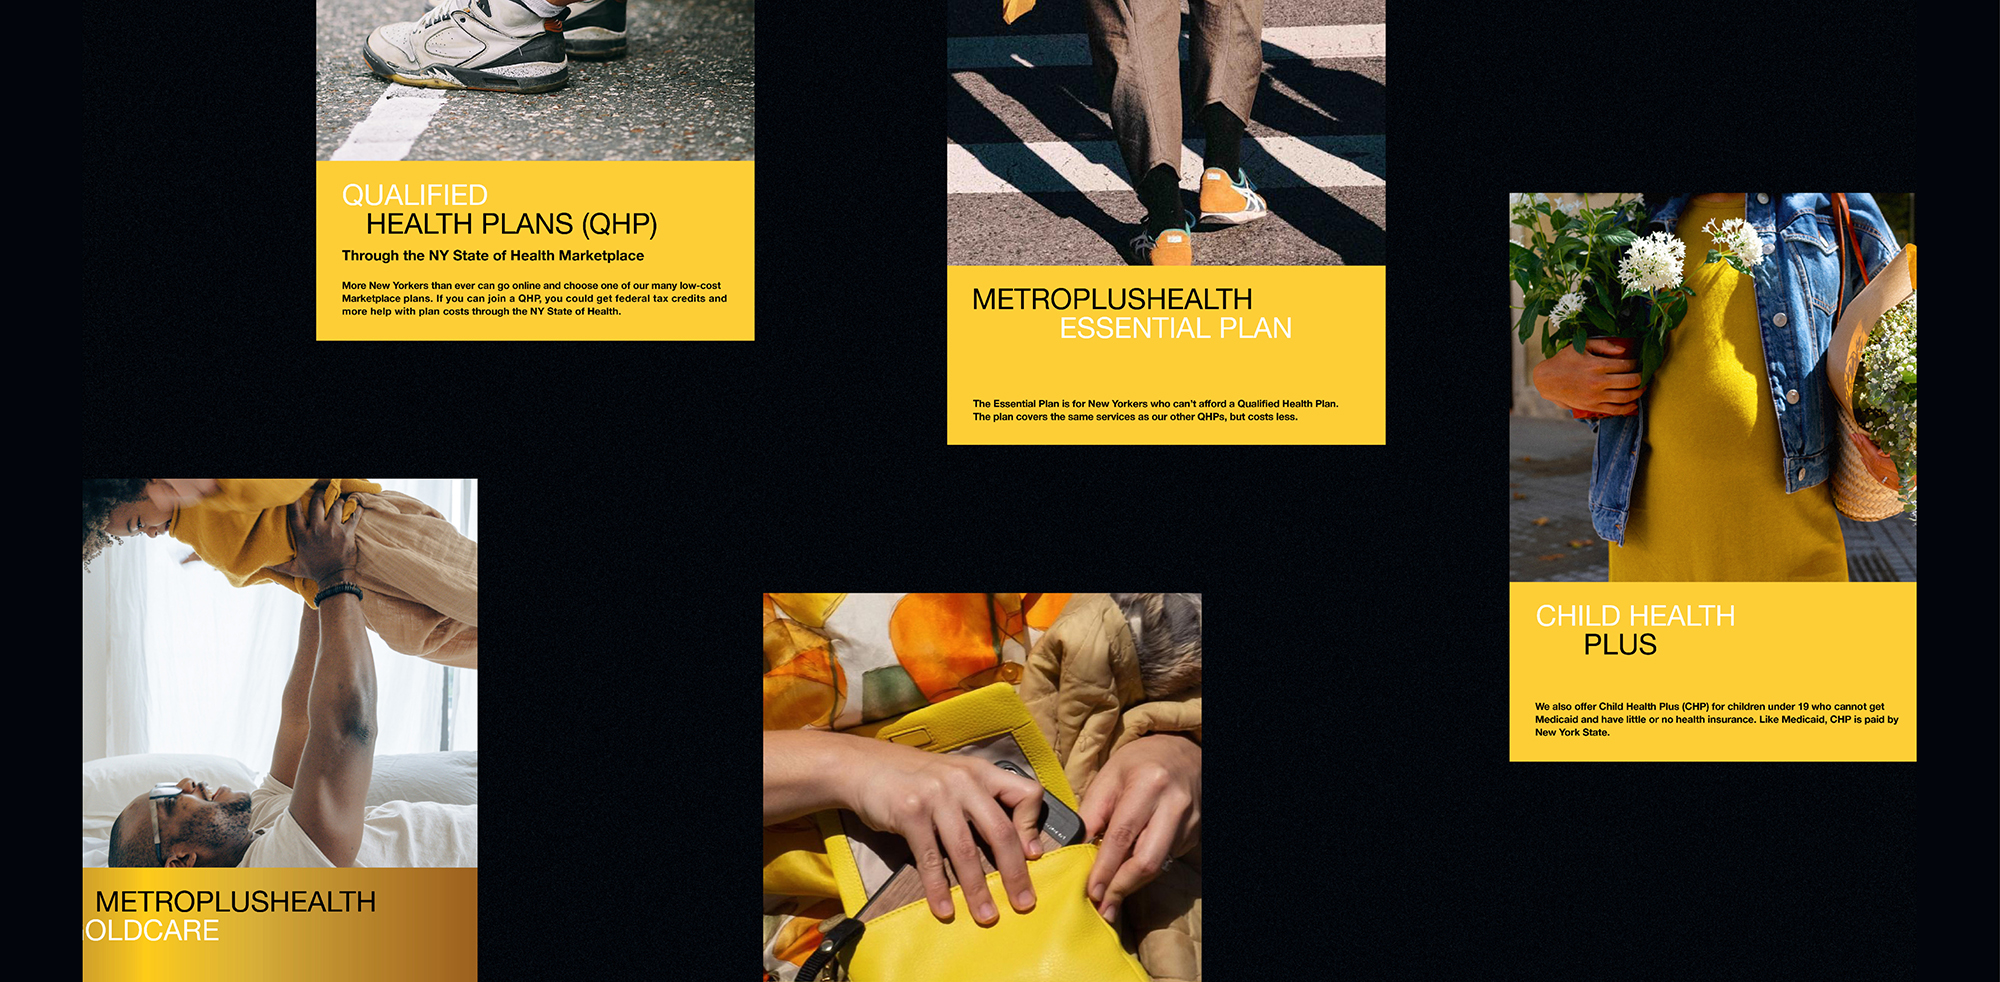 QUALIFIED
HEALTH PLANS (QHP)
Through the NY State of Health Marketplace
More New Yorkers than ever can go online and choose one of our many low-cost
Marketplace plans. If you can join a QHP, you could get federal tax credits and
more help with plan costs through the NY State of Health.
METROPLUSHEALTH
ESSENTIAL PLAN
The Essential Plan is for New Yorkers who can't afford a Qualified Health Plan.
The plan covers the same services as our other QHPs, but costs less.
CHILD HEALTH
PLUS
We also offer Child Health Plus (CHP) for children under 19 who cannot get
Medicaid and have little or no health insurance. Like Medicaid, CHP is paid by
New York State.
METROPLUSHEALTH
OLDCARE